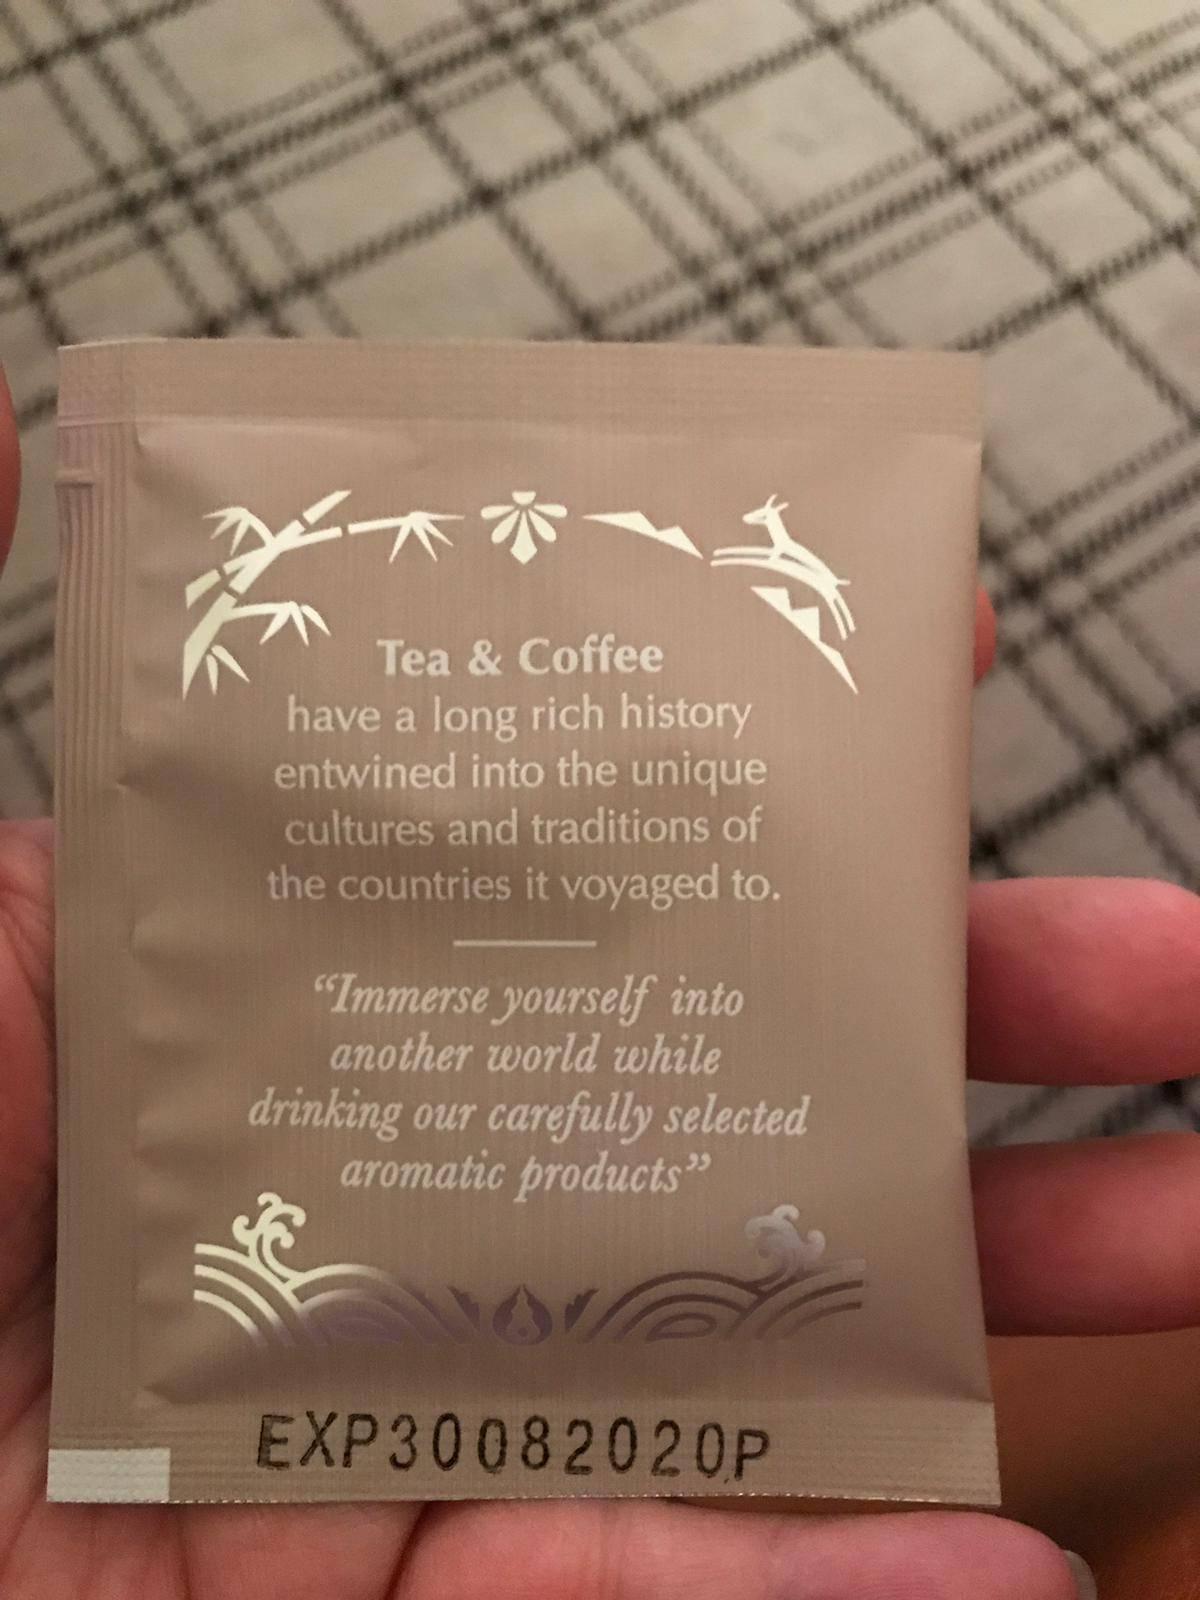 Tea & Coffee
have a long rich history
entwined into the unique
cultures and traditions of
the countries it voyaged to.
“Immerse yourself into
another world while
drinking our carefully selected
aromatic products”
EXP30082020P